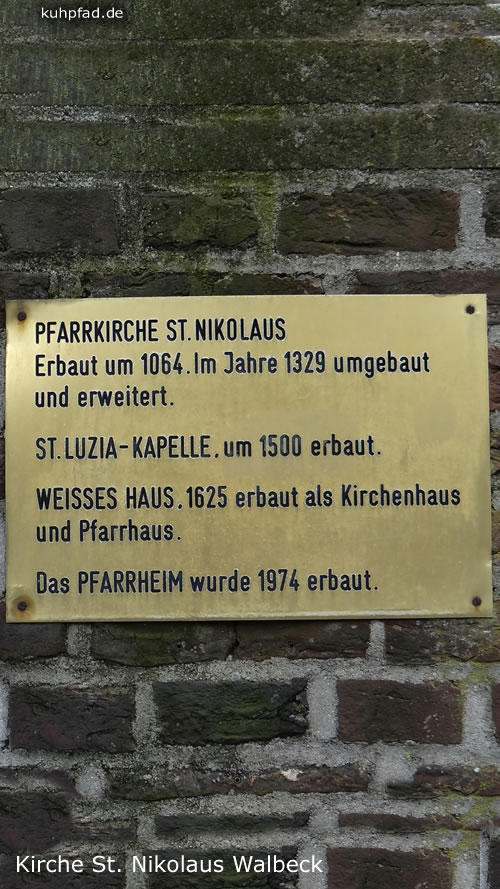 kuhpfad.de
PFARRKIRCHE ST. NIKOLAUS
Erbaut um 1064. Im Jahre 1329 umgebaut
und erweitert.
ST. LUZIA-KAPELLE, um 1500 erbaut.
WEISSES HAUS, 1625 erbaut als Kirchenhaus
und Pfarrhaus.
Das PFARRHEIM wurde 1974 erbaut.
Kirche St. Nikolaus Walbeck